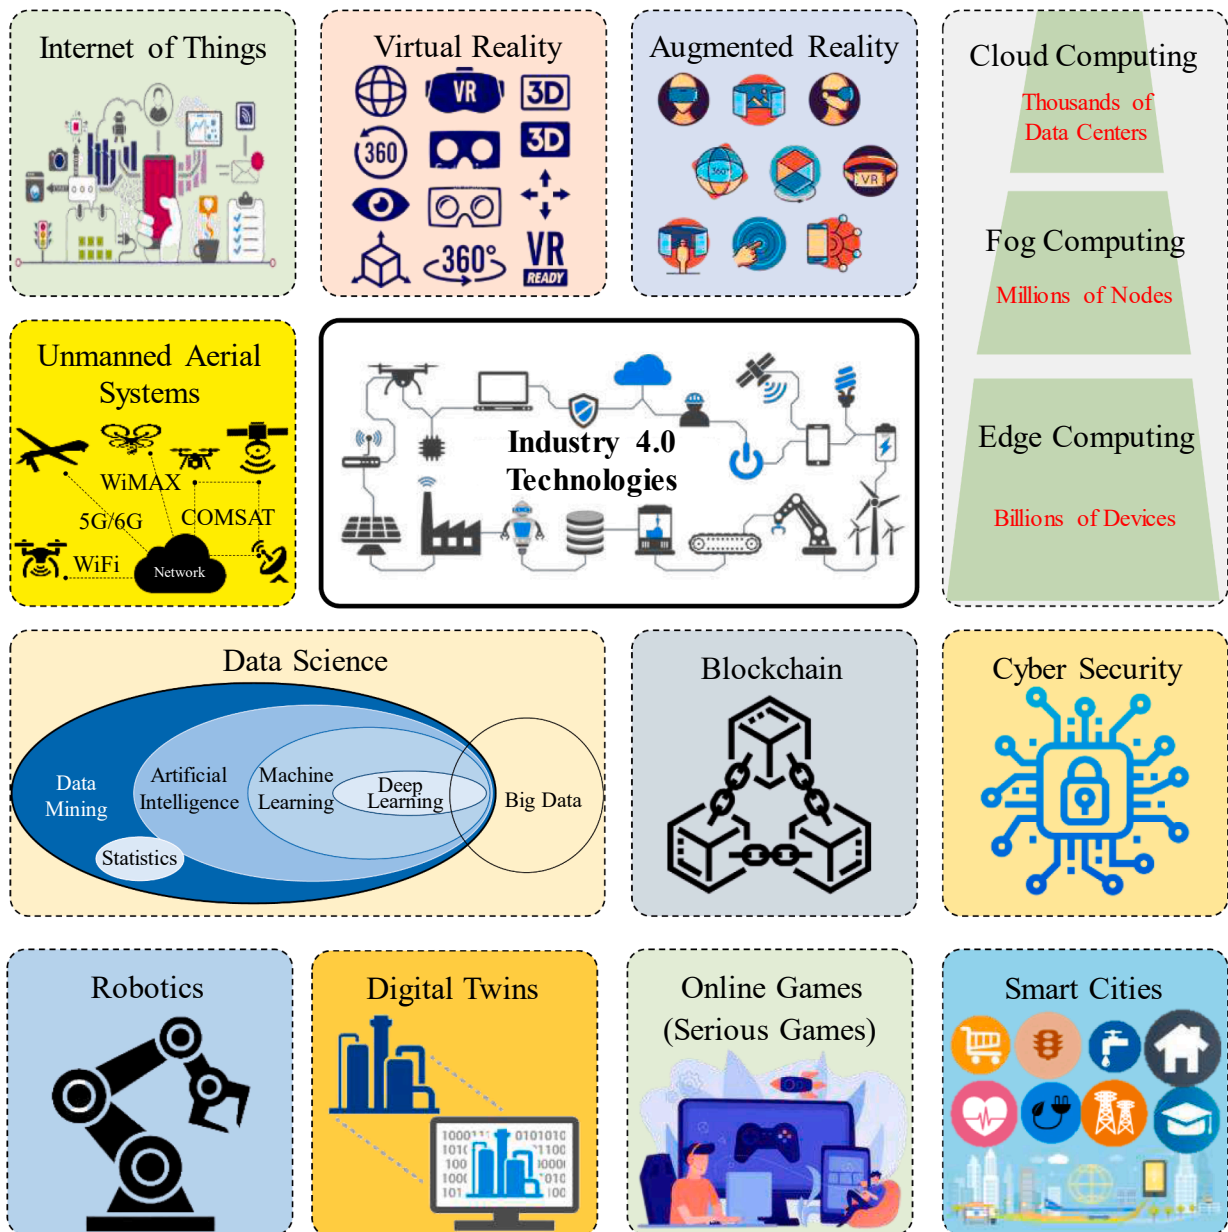 Internet of Things
Virtual Reality
VR
3D
360
3D
360°
VR
READY
Augmented Reality
360°
VR
Cloud Computing
Thousands of
Data Centers
Fog Computing
Millions of Nodes
Edge Computing
Billions of Devices
Unmanned Aerial
Systems
WiMAX
5G/6G
COMSAT
WiFi
Network
Industry 4.0
Technologies
Data Science
Data
Mining
Artificial
Intelligence
Machine
Learning
Deep
Learning
Big Data
Statistics
Blockchain
Cyber Security
Robotics
Digital Twins
Online Games
(Serious Games)
Smart Cities